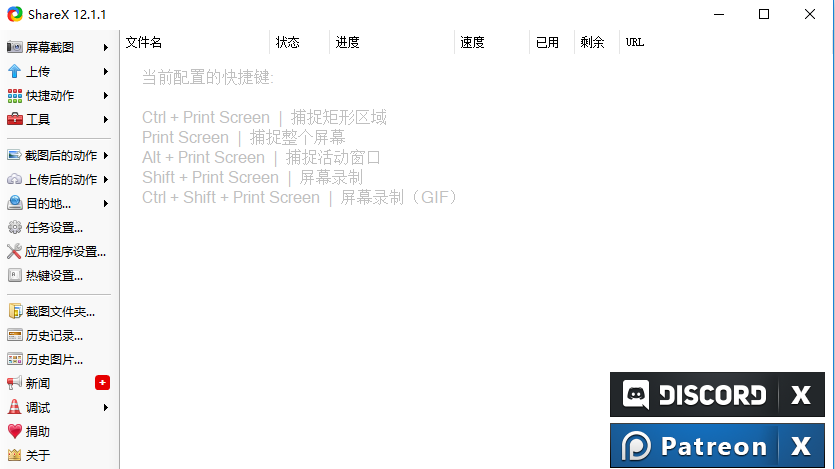 ShareX 12.1.1
屏幕截图
上传
快捷动作
工具
截图后的动作
上传后的动作
目的地...
任务设置...
应用程序设置...
热键设置...
截图文件夹...
历史记录...
历史图片...
新闻 +
调试
捐助
关于
文件名 状态 进度 速度 已用 剩余 URL
当前配置的快捷键:
Ctrl + Print Screen | 捕捉矩形区域
Print Screen | 捕捉整个屏幕
Alt + Print Screen | 捕捉活动窗口
Shift + Print Screen | 屏幕录制
Ctrl + Shift + Print Screen | 屏幕录制（GIF）
DISCORD X
Patreon X